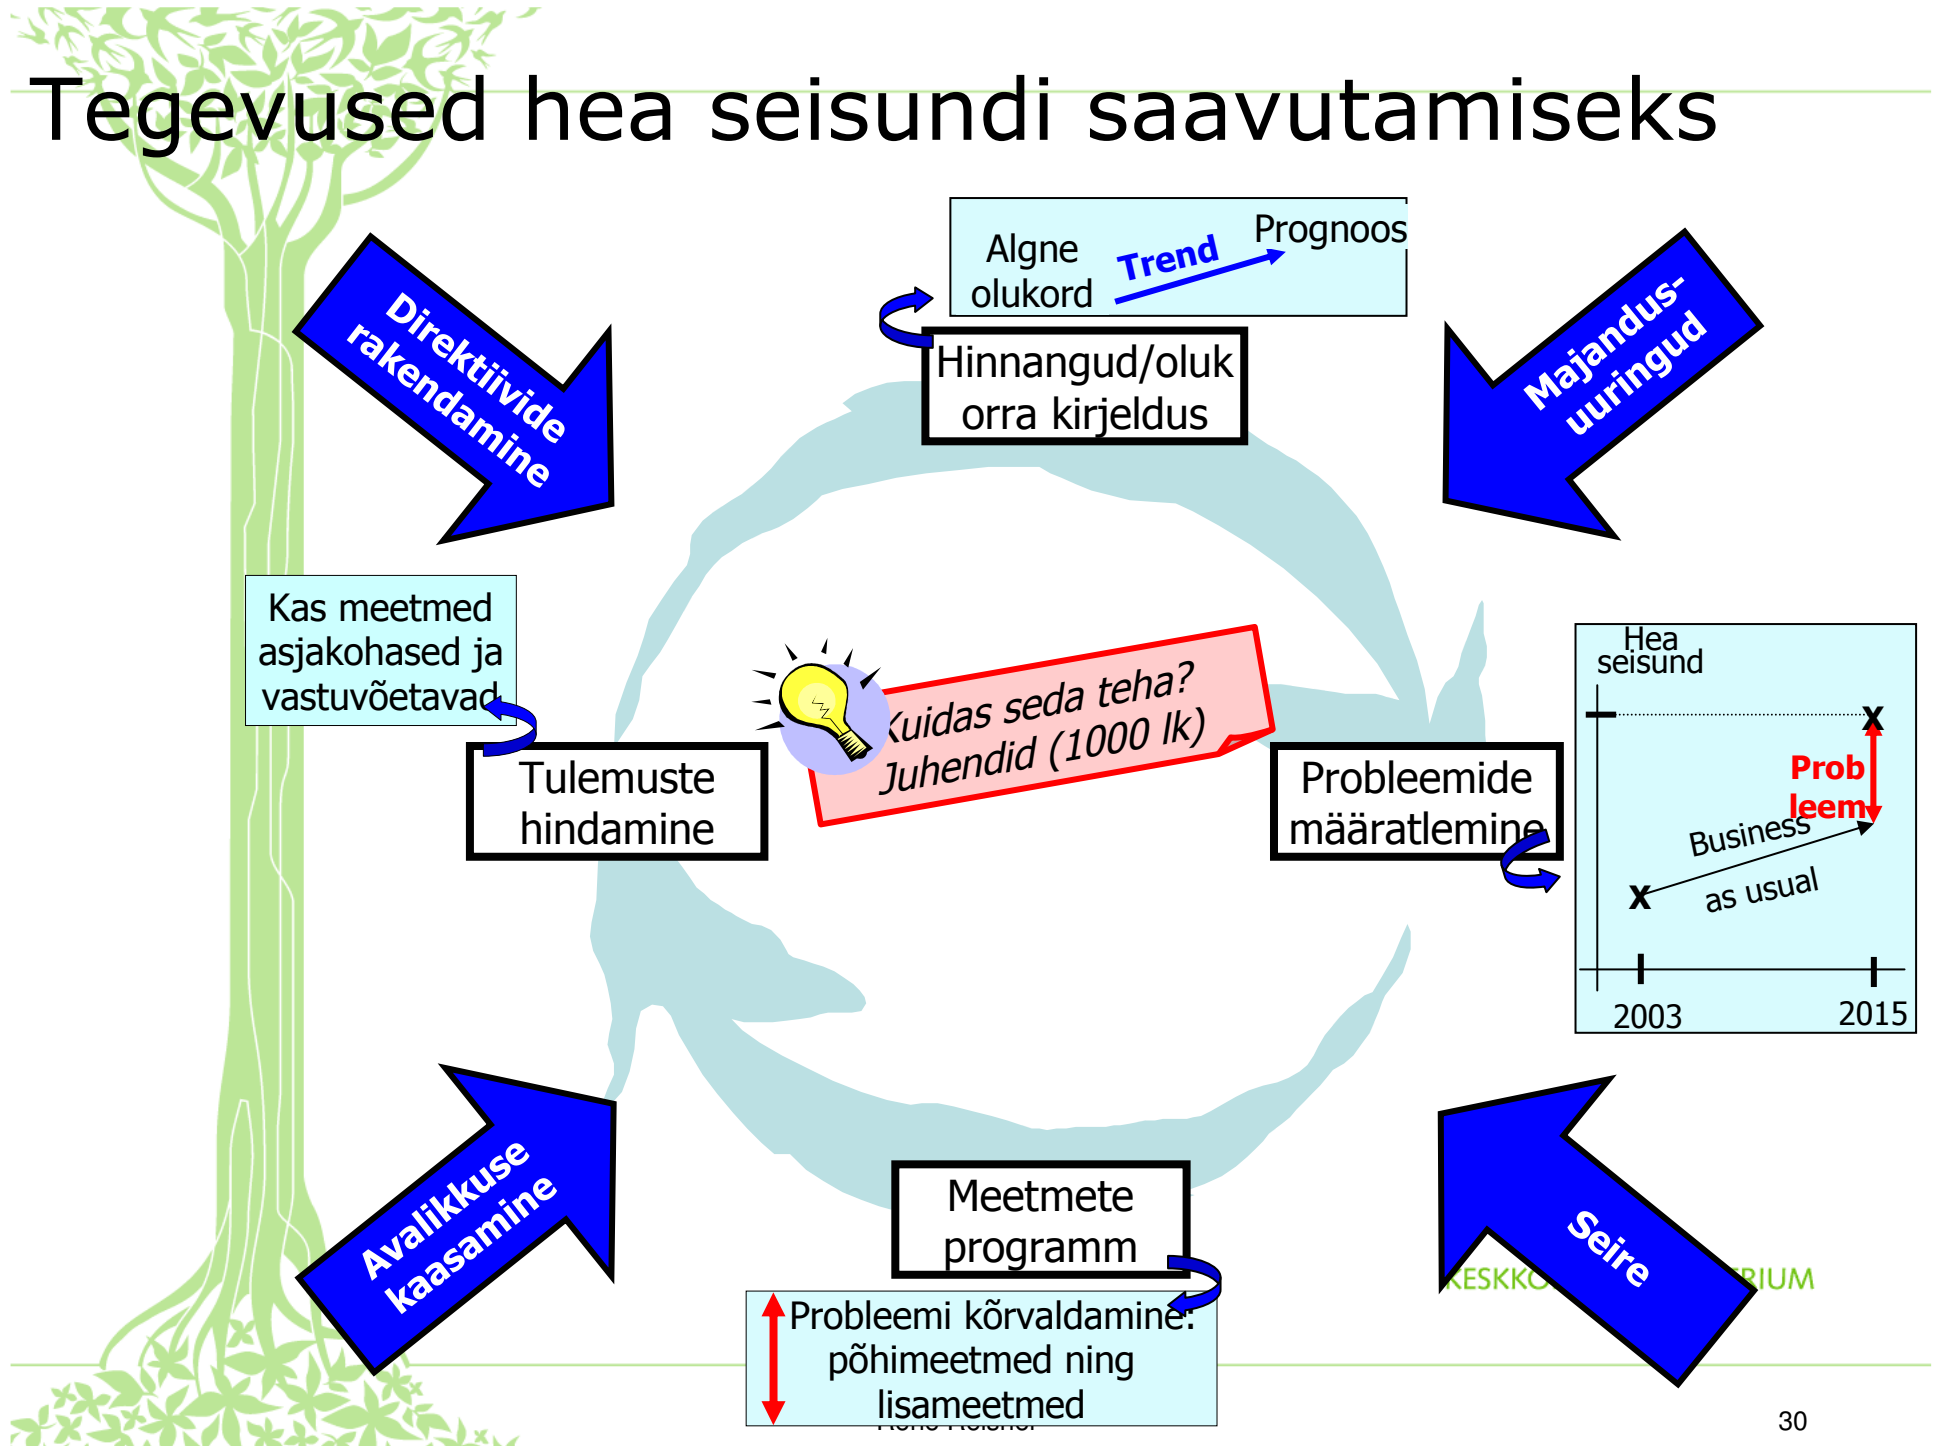 Tegevused hea seisundi saavutamiseks
Algne
olukord
Trend
Prognoos
Direktiivide
rakendamine
Majandus-
uuringud
Hinnangud/oluk
orra kirjeldus
Kas meetmed
asjakohased ja
vastuvõetavad
Kuidas seda teha?
Juhendid (1000 lk)
Hea
seisund
x
Prob
leem
Business
as usual
x
2003
2015
Tulemuste
hindamine
Probleemide
määratlemine
Avalikkuse
kaasamine
Meetmete
programm
Seire
Probleemi kõrvaldamine:
põhimeetmed ning
lisameetmed
30